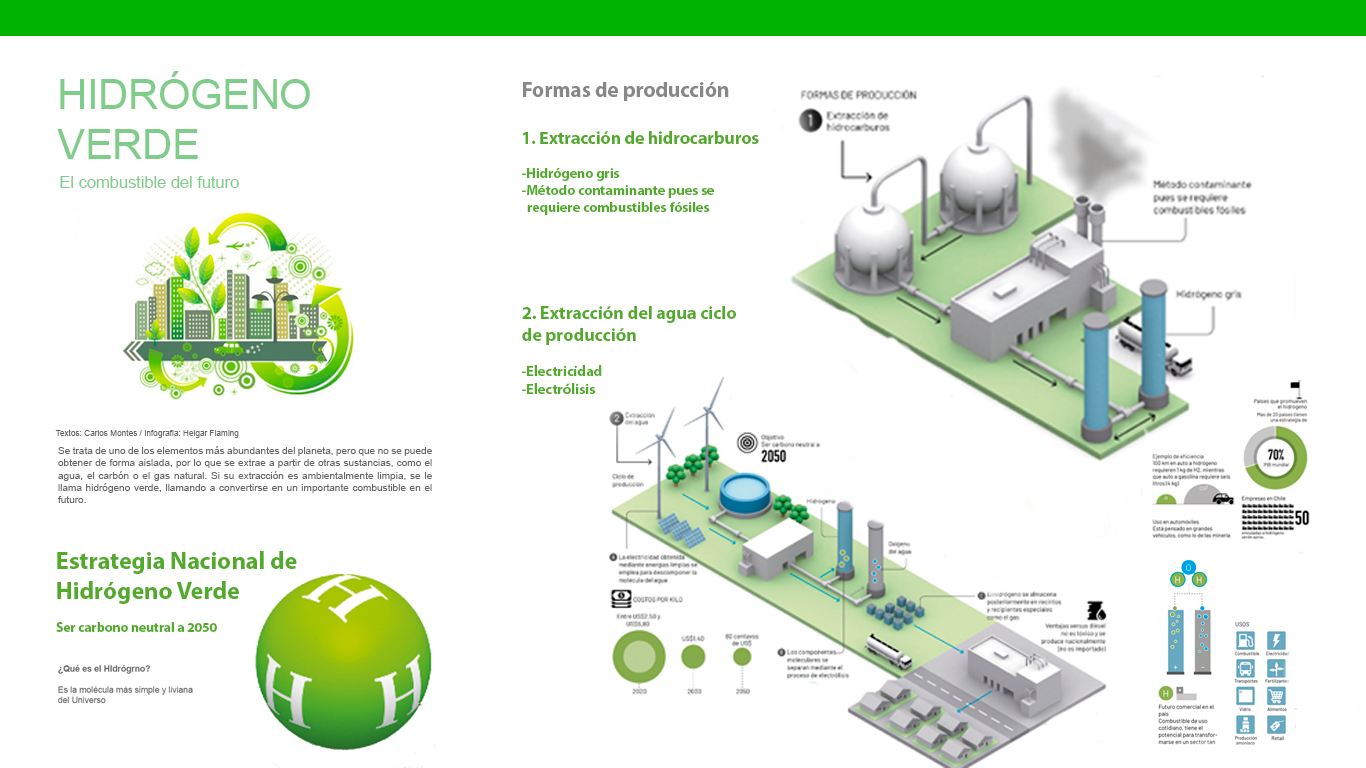 HIDRÓGENO
VERDE
El combustible del futuro
Textos: Carlos Montes / Infografía: Helgar Flaming
Se trata de uno de los elementos más abundantes del planeta, pero que no se puede
obtener de forma aislada, por lo que se extrae a partir de otras sustancias, como el
agua, el carbón o el gas natural. Si su extracción es ambientalmente limpia, se le
llama hidrógeno verde, llamando a convertirse en un importante combustible en el
futuro.
Estrategia Nacional de
Hidrógeno Verde
Ser carbono neutral a 2050
¿Qué es el HIdrógrno?
Es la molécula más simple y liviana
del Universo
H
H
H
Formas de producción
1. Extracción de hidrocarburos
-Hidrógeno gris
-Método contaminante pues se
requiere combustibles fósiles
2. Extracción del agua ciclo
de producción
-Electricídad
-Electrólisis
FORMAS DE PRODUCCIÓN
1
Extracción de
hidrocarburos
Método contaminante
pues se requiere
combustibles fósiles
Hidrógeno gris
2
Extracción
del agua
Ciclo de
producción
Objetivo:
Ser carbono neutral a
2050
Hidrógeno
Oxígeno
del agua
La electricidad obtenida
mediante energías limpias se
emplea para descomponer la
molécula del agua
COSTOS POR KILO
Entre US$2.50 y
US$6,80
US$1.40
80 centavos
de US$
2020
2050
Los componentes
moleculares se
separan mediante el
proceso de electrólisis
El hidrógeno se almacena
posteriormente en recintos
y recipientes especiales
como el gas
Ventajas versus diesel
no es tóxico y se
produce nacionalmente
(no es importado)
Países que promueven
el hidrógeno
Más de 20 países tienen
una estrategia de
70%
PIB mundial
Ejemplo de eficiencia
100 km en auto a hidrógeno
requieren 1 kg de H2, mientras
que auto a gasolina requiere seis
litros (4 kg)
Empresas en Chile
50
Uso en automóviles.
Está pensado en grandes
vehículos, como lo de las minería
O
H
H
USOS
Combustible
Electricidad
Transportes
Fertilizantes
Vidrio
Alimentos
Producción
amoniaco
Retail
H
Futuro comercial en el
país
Combustible de uso
cotidiano. tiene el
potencial para transfor-
marse en un sector tan